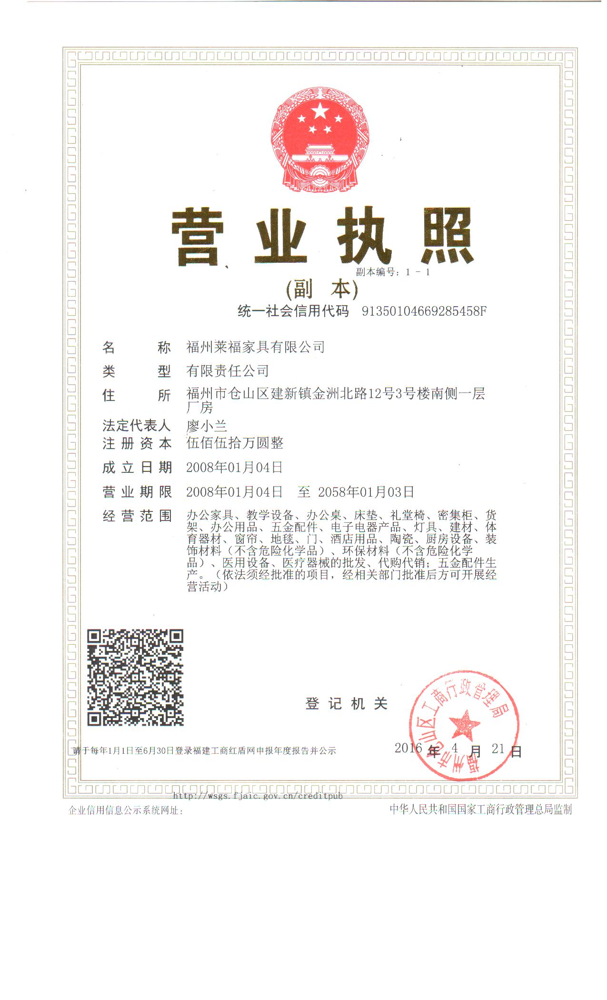 营业执照
副本编号：1 - 1
(副 本)
统一社会信用代码 91350104669285458F
名称 福州莱福家具有限公司
类型 有限责任公司
住所 福州市仓山区建新镇金洲北路12号3号楼南侧一层
厂房
法定代表人 廖小兰
注册资本 伍佰伍拾万圆整
成立日期 2008年01月04日
营业期限 2008年01月04日 至 2058年01月03日
经营范围 办公家具、教学设备、办公桌、床垫、礼堂椅、密集柜、货
架、办公用品、五金配件、电子电器产品、灯具、建材、体
育器材、窗帘、地毯、门、酒店用品、陶瓷、厨房设备、装
饰材料（不含危险化学品）、环保材料（不含危险化学
品）、医用设备、医疗器械的批发、代购代销；五金配件生
产。（依法须经批准的项目，经相关部门批准后方可开展经
营活动）
登记机关
福州市仓山区工商行政管理局
2016年4月21日
请于每年1月1日至6月30日登录福建工商红盾网申报年度报告并公示
http://wsgs.fjaic.gov.cn/creditpub
企业信用信息公示系统网址：
中华人民共和国国家工商行政管理总局监制